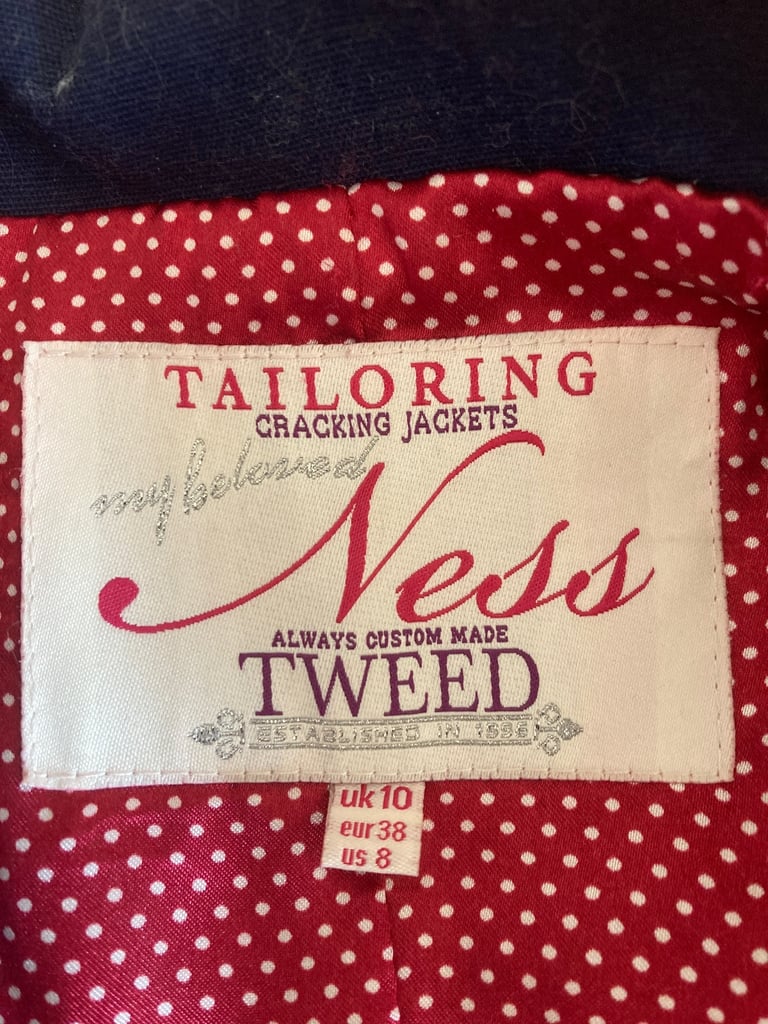 TAILORING
CRACKING JACKETS
my beloved
Ness
ALWAYS CUSTOM MADE
TWEED
ESTABLISHED IN
uk 10
eur 38
us 8